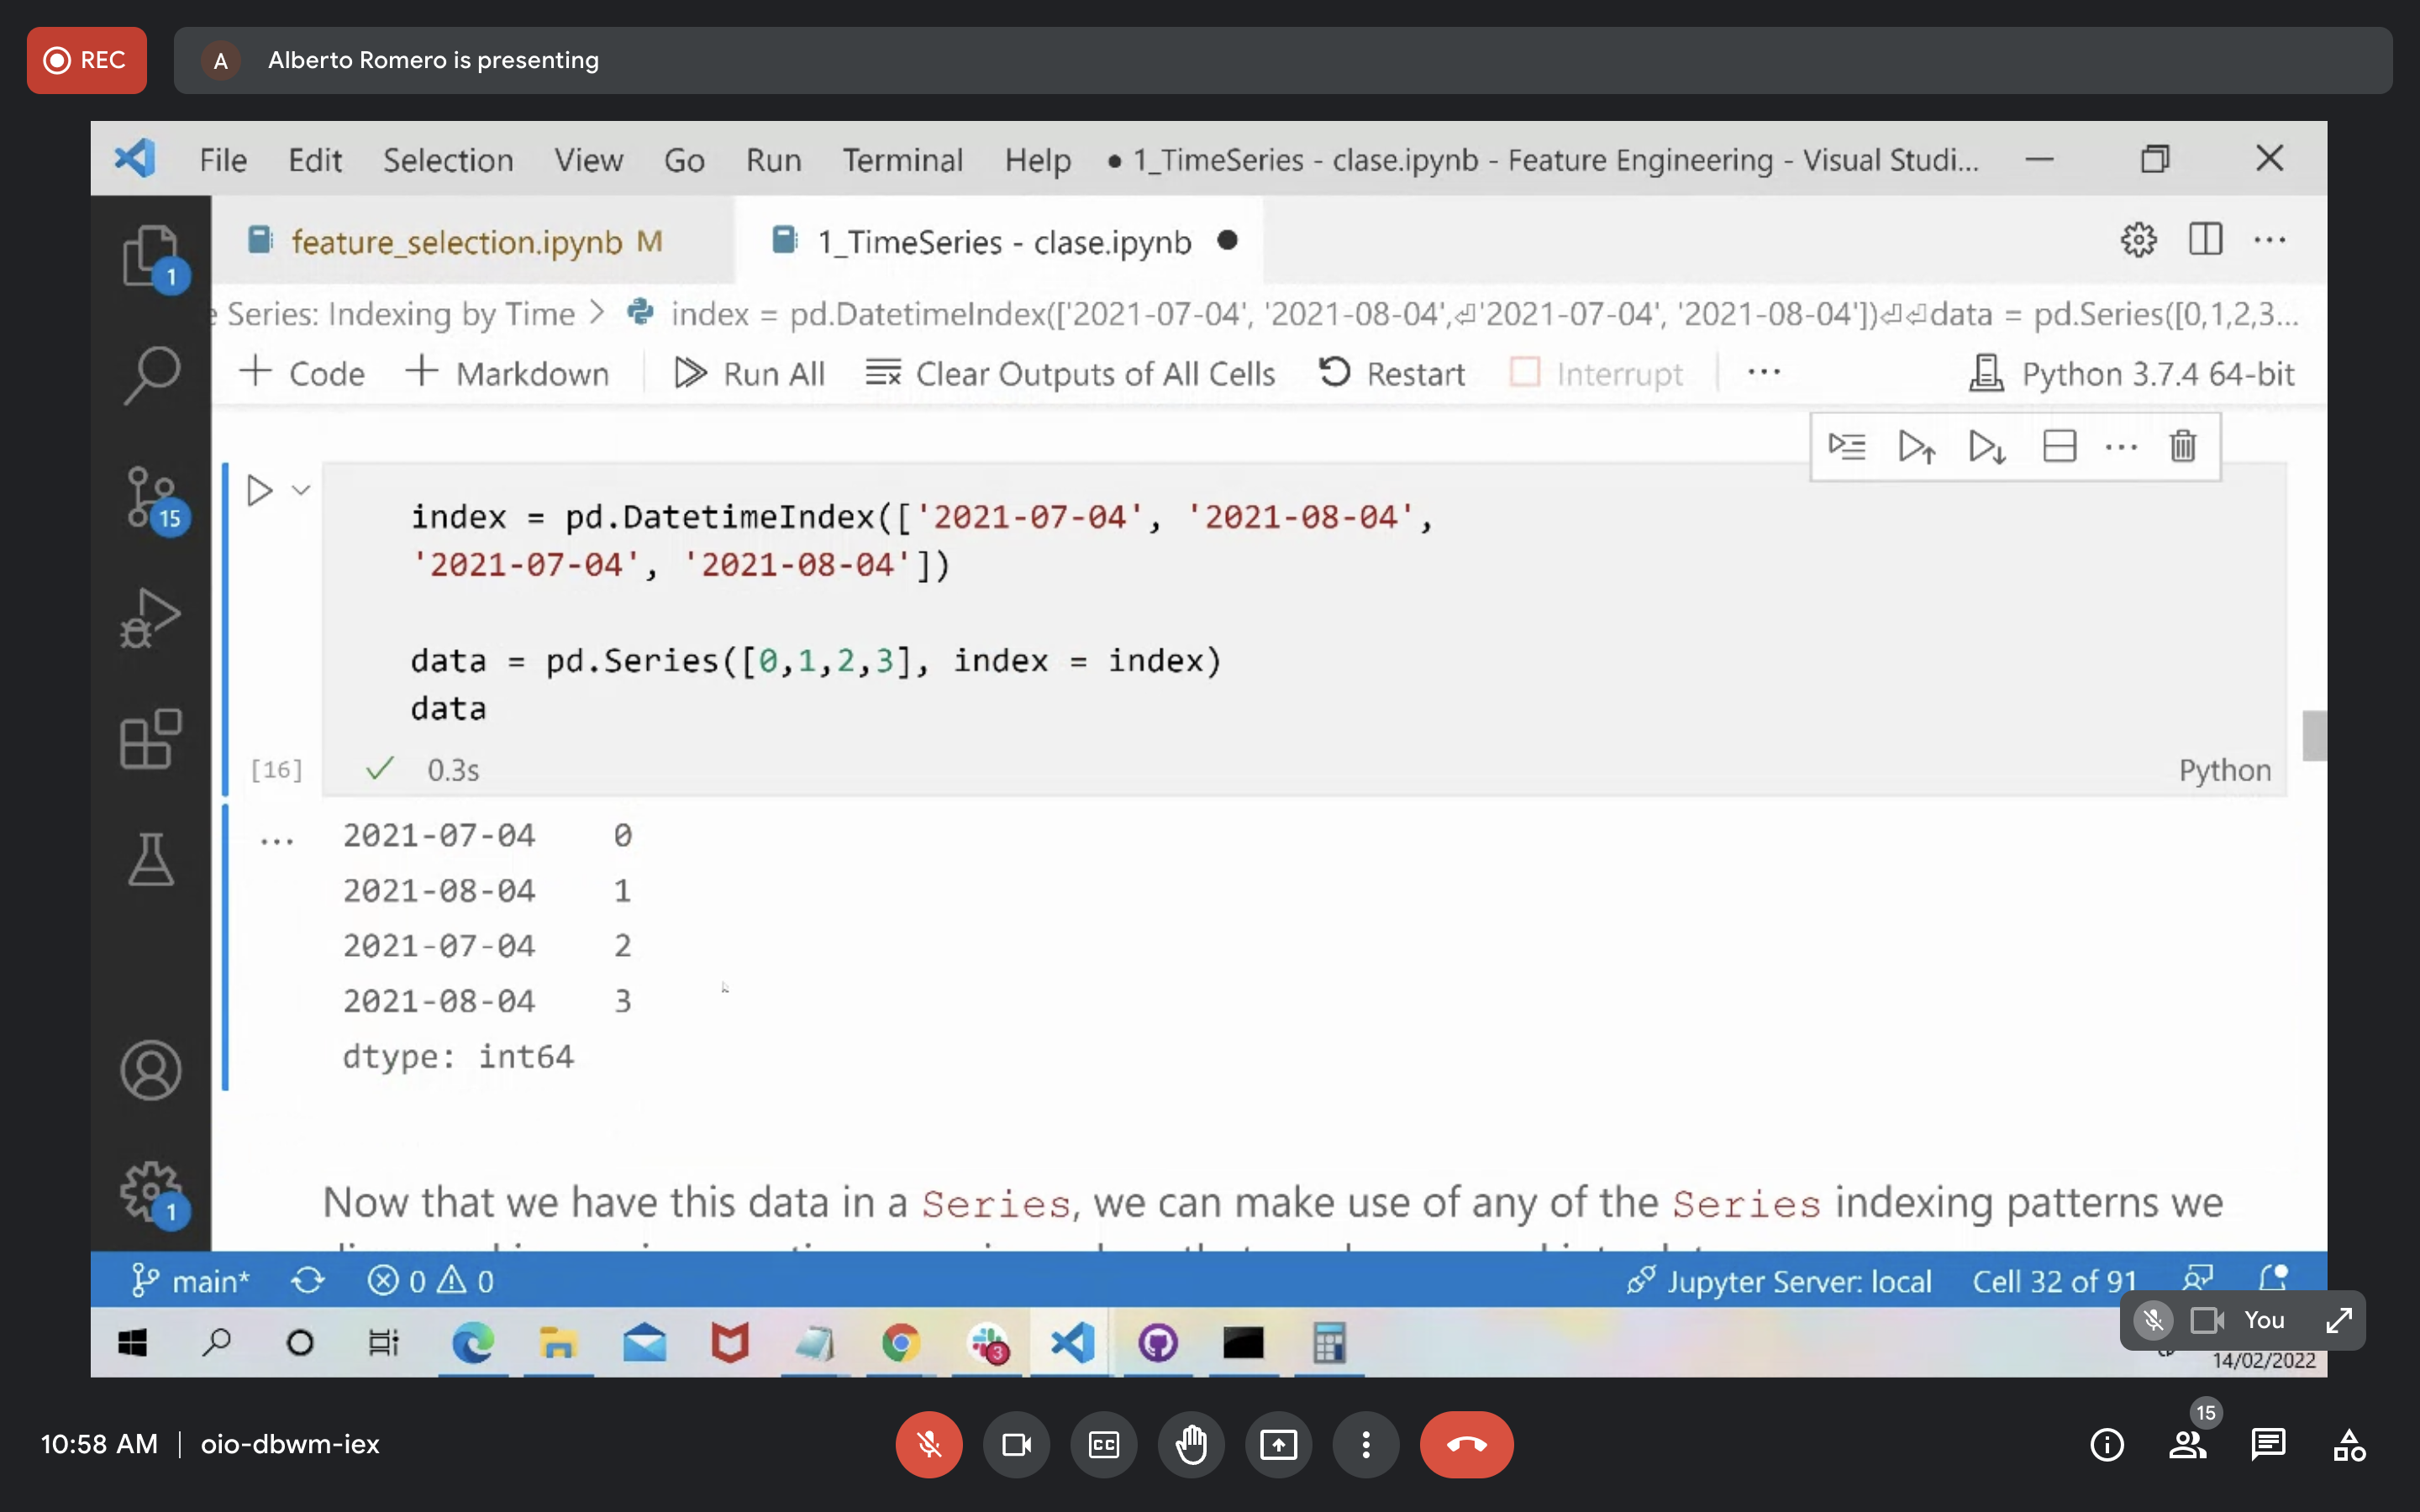 REC
A
Alberto Romero is presenting
File Edit Selection View Go Run Terminal Help ● 1_TimeSeries - clase.ipynb - Feature Engineering - Visual Studi...
feature_selection.ipynb M
1_TimeSeries - clase.ipynb
1
e Series: Indexing by Time > index = pd.DatetimeIndex(['2021-07-04', '2021-08-04',⏎'2021-07-04', '2021-08-04'])⏎⏎data = pd.Series([0,1,2,3...
+ Code + Markdown Run All Clear Outputs of All Cells Restart Interrupt ... Python 3.7.4 64-bit
15
index = pd.DatetimeIndex(['2021-07-04', '2021-08-04',
'2021-07-04', '2021-08-04'])
data = pd.Series([0,1,2,3], index = index)
data
[16] ✓ 0.3s Python
...
2021-07-04 0
2021-08-04 1
2021-07-04 2
2021-08-04 3
dtype: int64
1
Now that we have this data in a Series, we can make use of any of the Series indexing patterns we
main* 0 0 Jupyter Server: local Cell 32 of 91
3
You
14/02/2022
10:58 AM | oio-dbwm-iex
CC
15